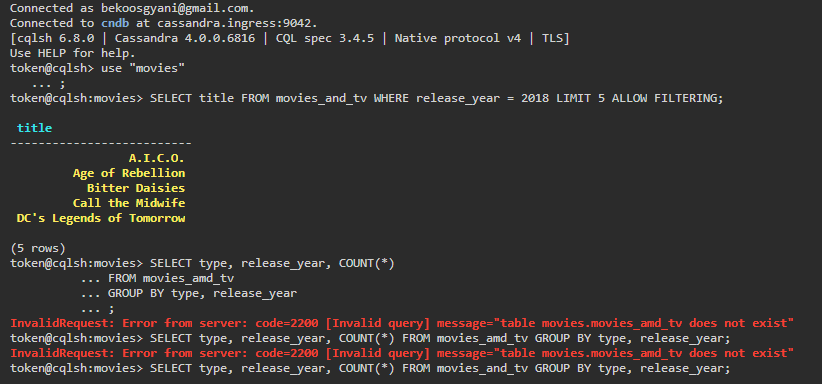 Connected as bekoosgyani@gmail.com.
Connected to cndb at cassandra.ingress:9042.
[cqlsh 6.8.0 | Cassandra 4.0.0.6816 | CQL spec 3.4.5 | Native protocol v4 | TLS]
Use HELP for help.
token@cqlsh> use "movies"
   ... ;
token@cqlsh:movies> SELECT title FROM movies_and_tv WHERE release_year = 2018 LIMIT 5 ALLOW FILTERING;
title
--------------------------
A.I.C.O.
Age of Rebellion
Bitter Daisies
Call the Midwife
DC's Legends of Tomorrow
(5 rows)
token@cqlsh:movies> SELECT type, release_year, COUNT(*)
          ... FROM movies_amd_tv
          ... GROUP BY type, release_year
          ... ;
InvalidRequest: Error from server: code=2200 [Invalid query] message="table movies.movies_amd_tv does not exist"
token@cqlsh:movies> SELECT type, release_year, COUNT(*) FROM movies_amd_tv GROUP BY type, release_year;
InvalidRequest: Error from server: code=2200 [Invalid query] message="table movies.movies_amd_tv does not exist"
token@cqlsh:movies> SELECT type, release_year, COUNT(*) FROM movies_and_tv GROUP BY type, release_year;